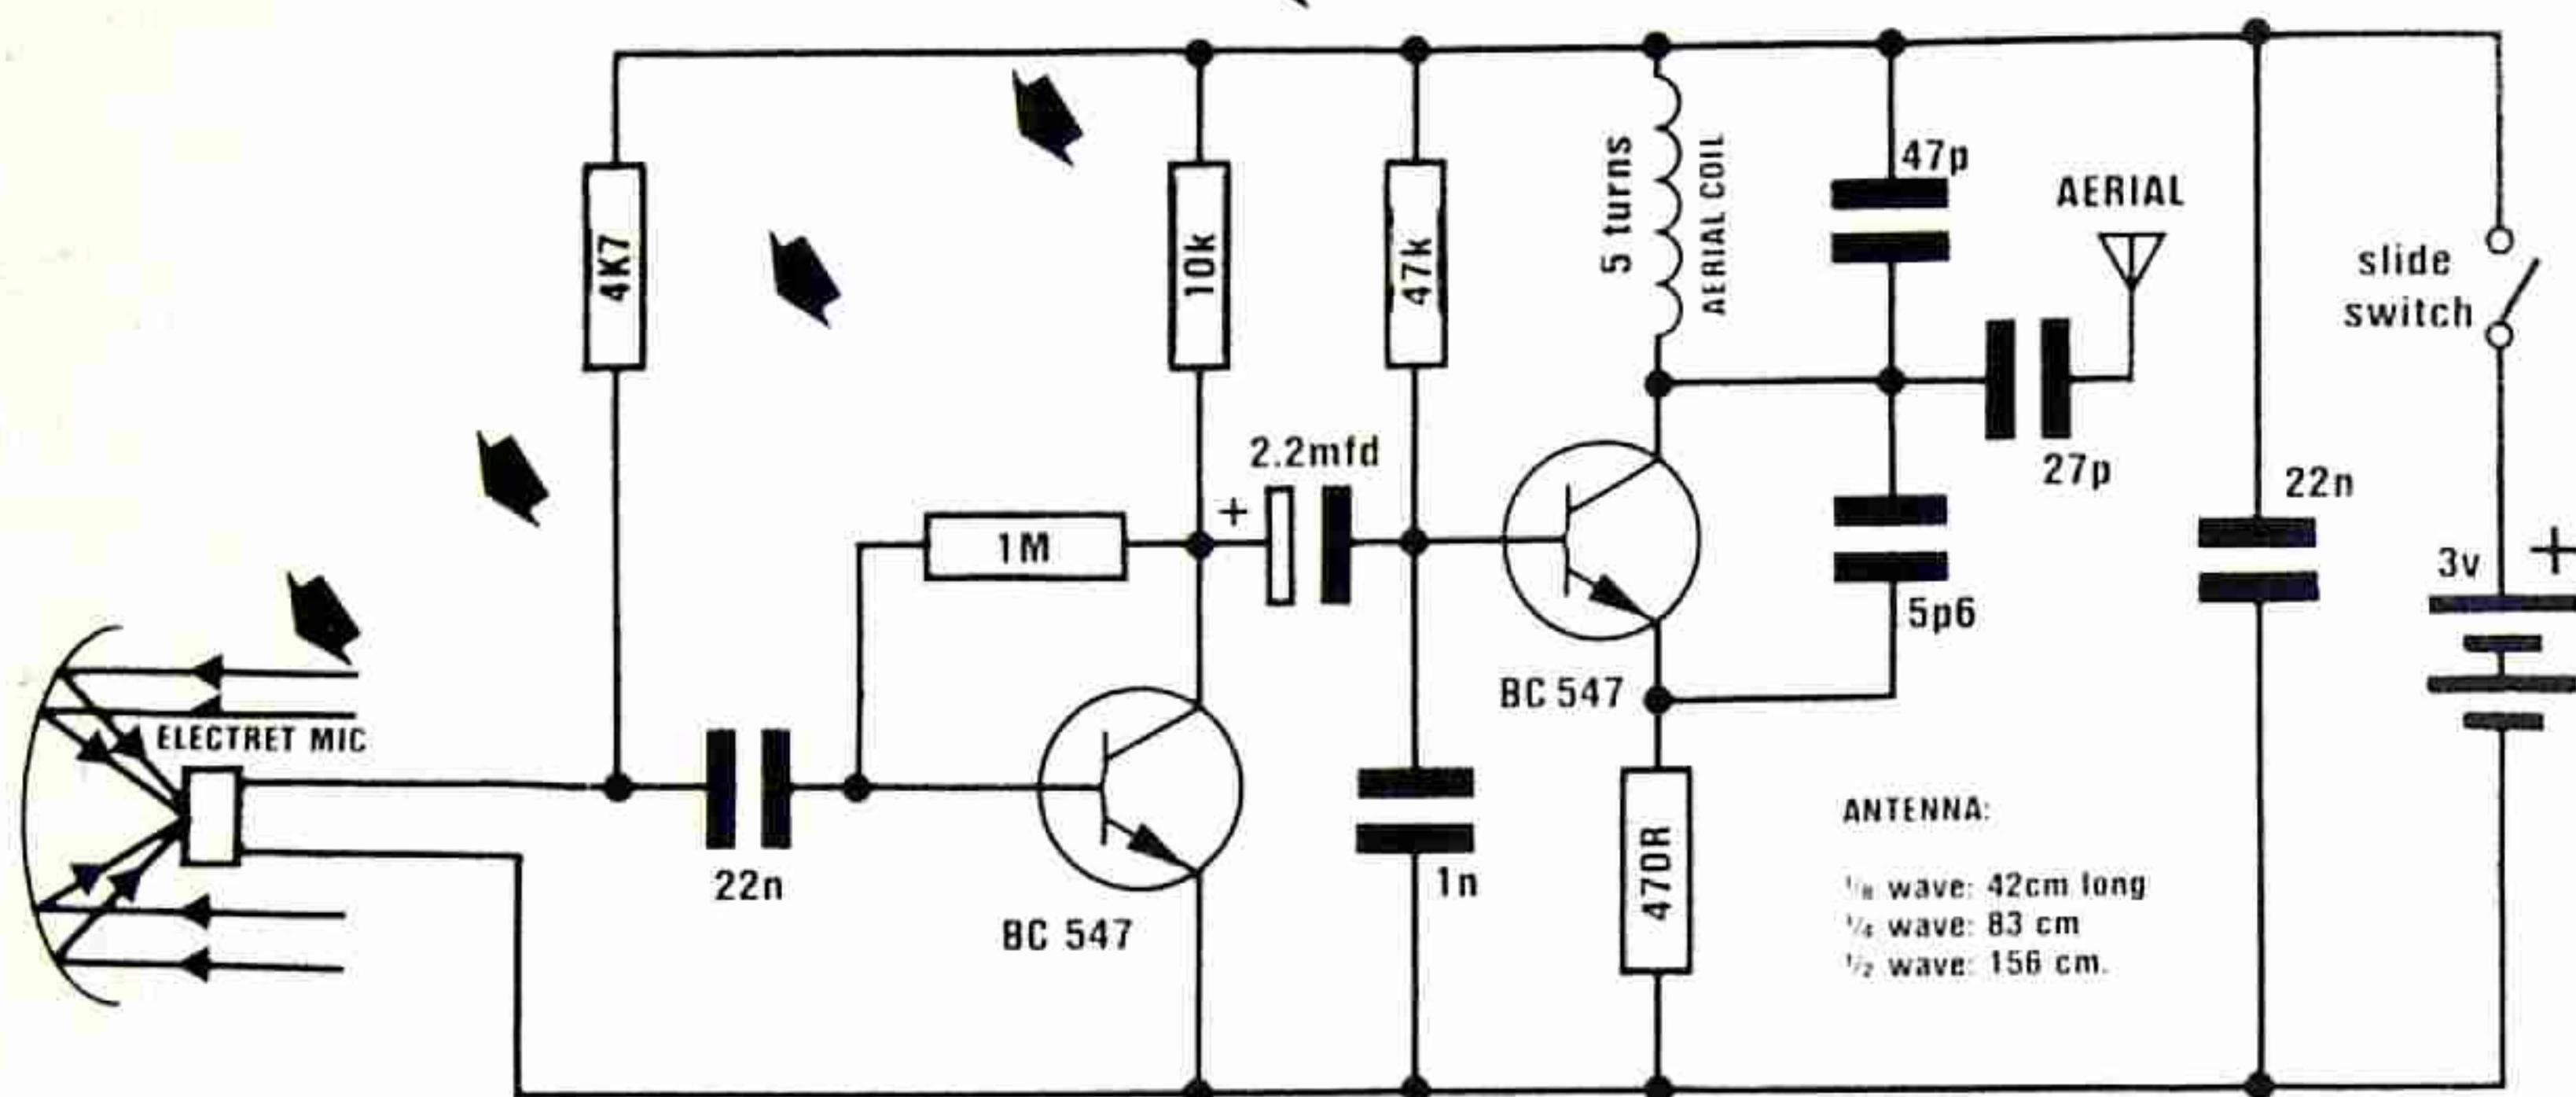 47p
AERIAL
5 turns
AERIAL COIL
4K7
10k
47k
slide
switch
2.2mfd
+
27p
22n
1M
3v
+
5p6
BC 547
ELECTRET MIC
ANTENNA:
470R
22n
1n
1/8 wave: 42cm long
BC 547
1/4 wave: 83 cm
1/2 wave: 156 cm.